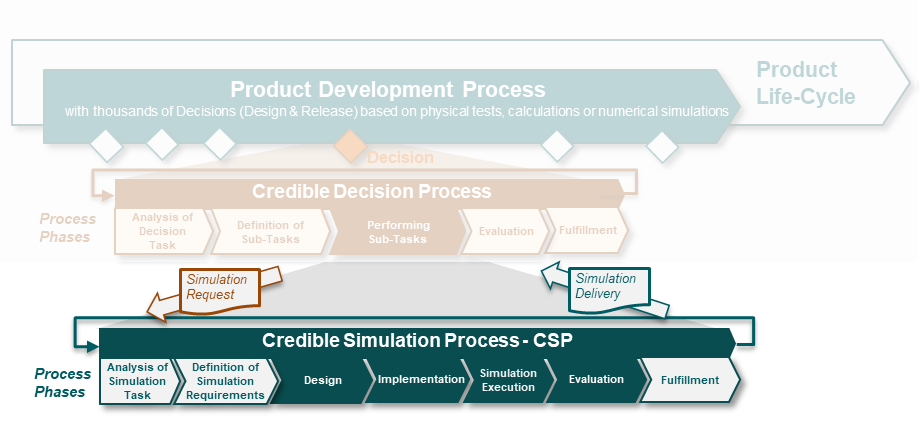 Product Development Process
with thousands of Decisions (Design & Release) based on physical tests, calculations or numerical simulations
Product
Life-Cycle
Decision
Credible Decision Process
Process
Phases
Analysis of
Decision
Task
Definition of
Sub-Tasks
Performing
Sub-Tasks
Evaluation
Fulfillment
Simulation
Request
Simulation
Delivery
Credible Simulation Process - CSP
Process
Phases
Analysis of
Simulation
Task
Definition of
Simulation
Requirements
Design
Implementation
Simulation
Execution
Evaluation
Fulfillment